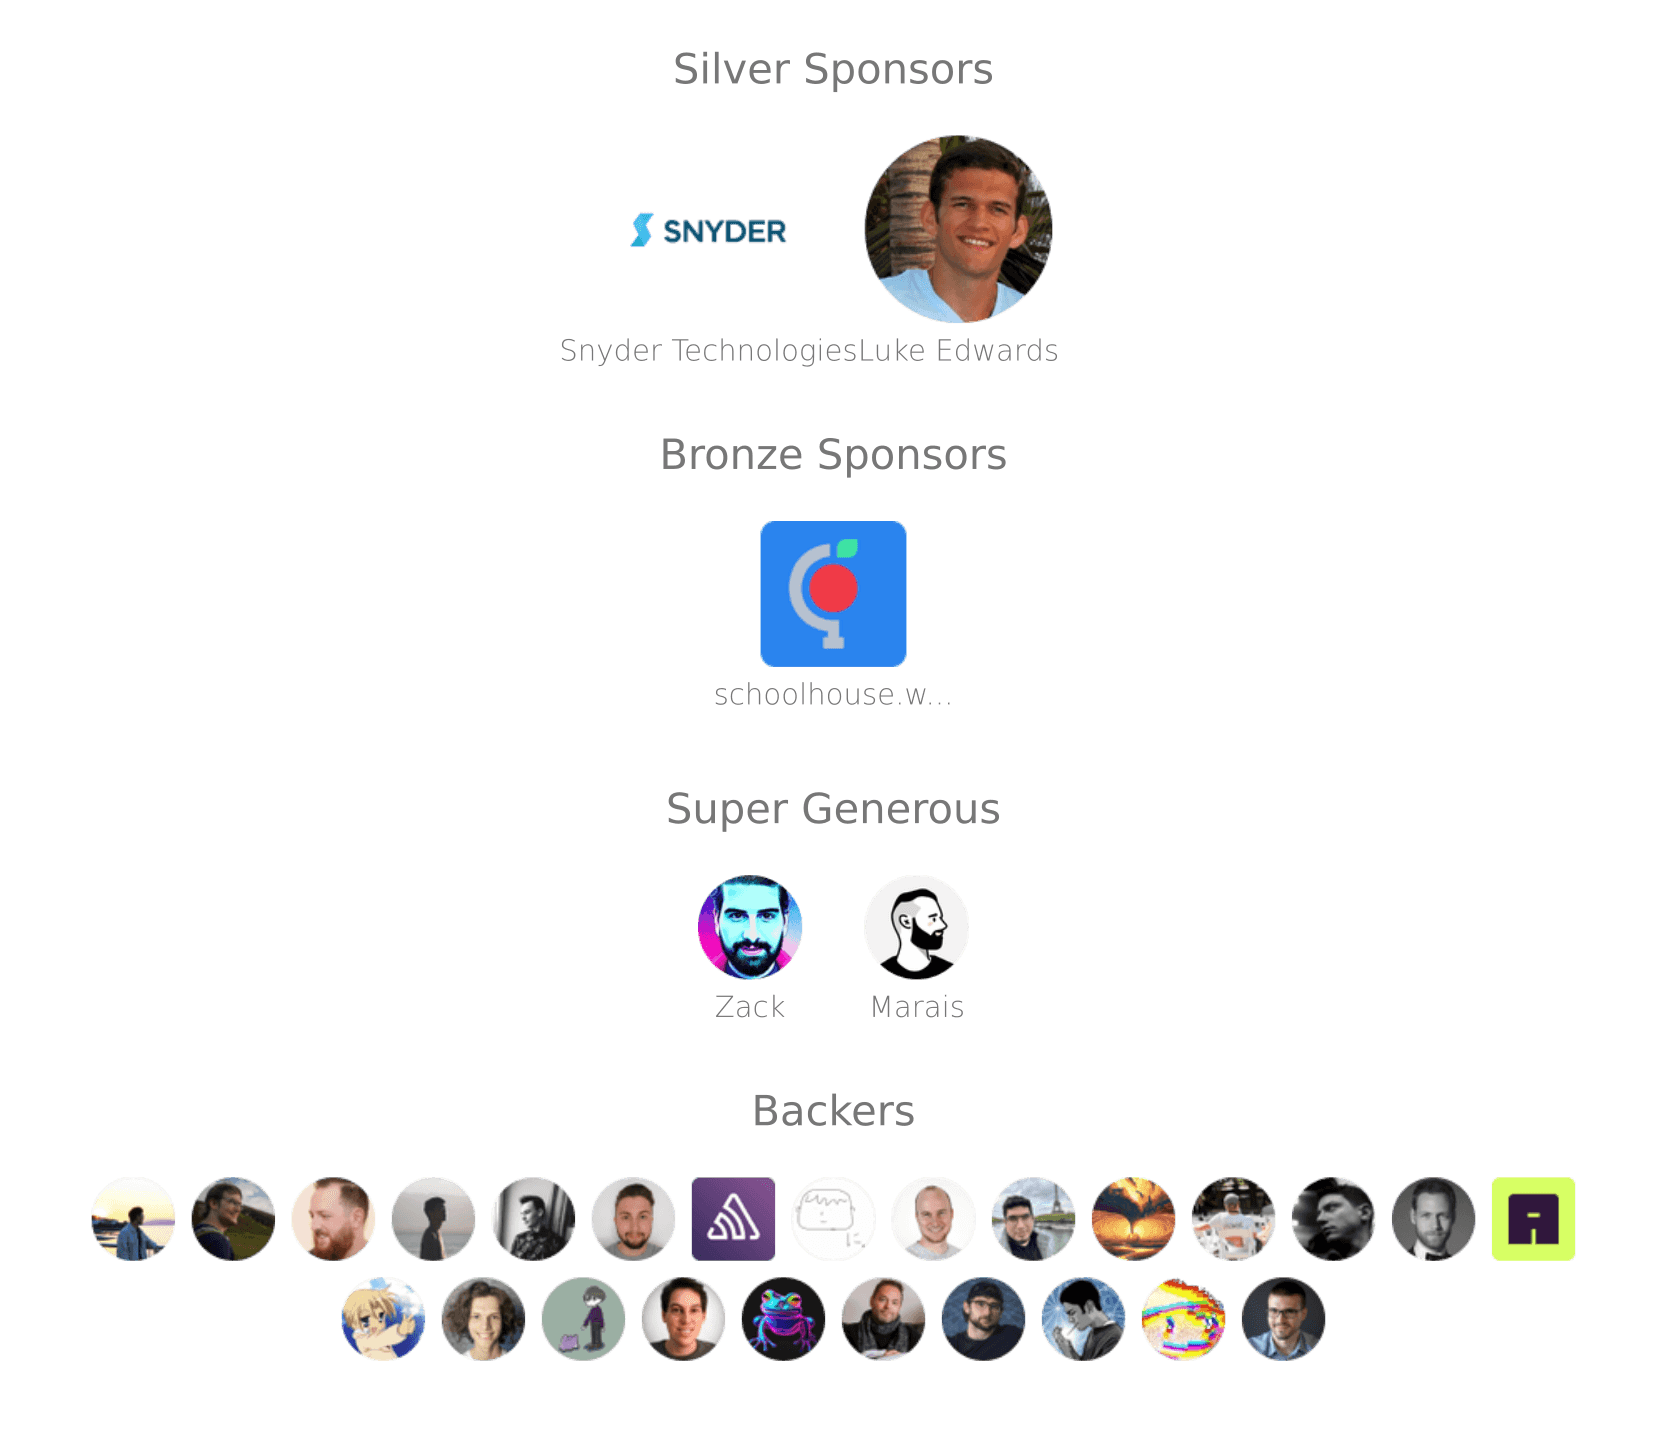 Silver Sponsors
SNYDER
Snyder TechnologiesLuke Edwards
Bronze Sponsors
schoolhouse.w...
Super Generous
Zack Marais
Backers